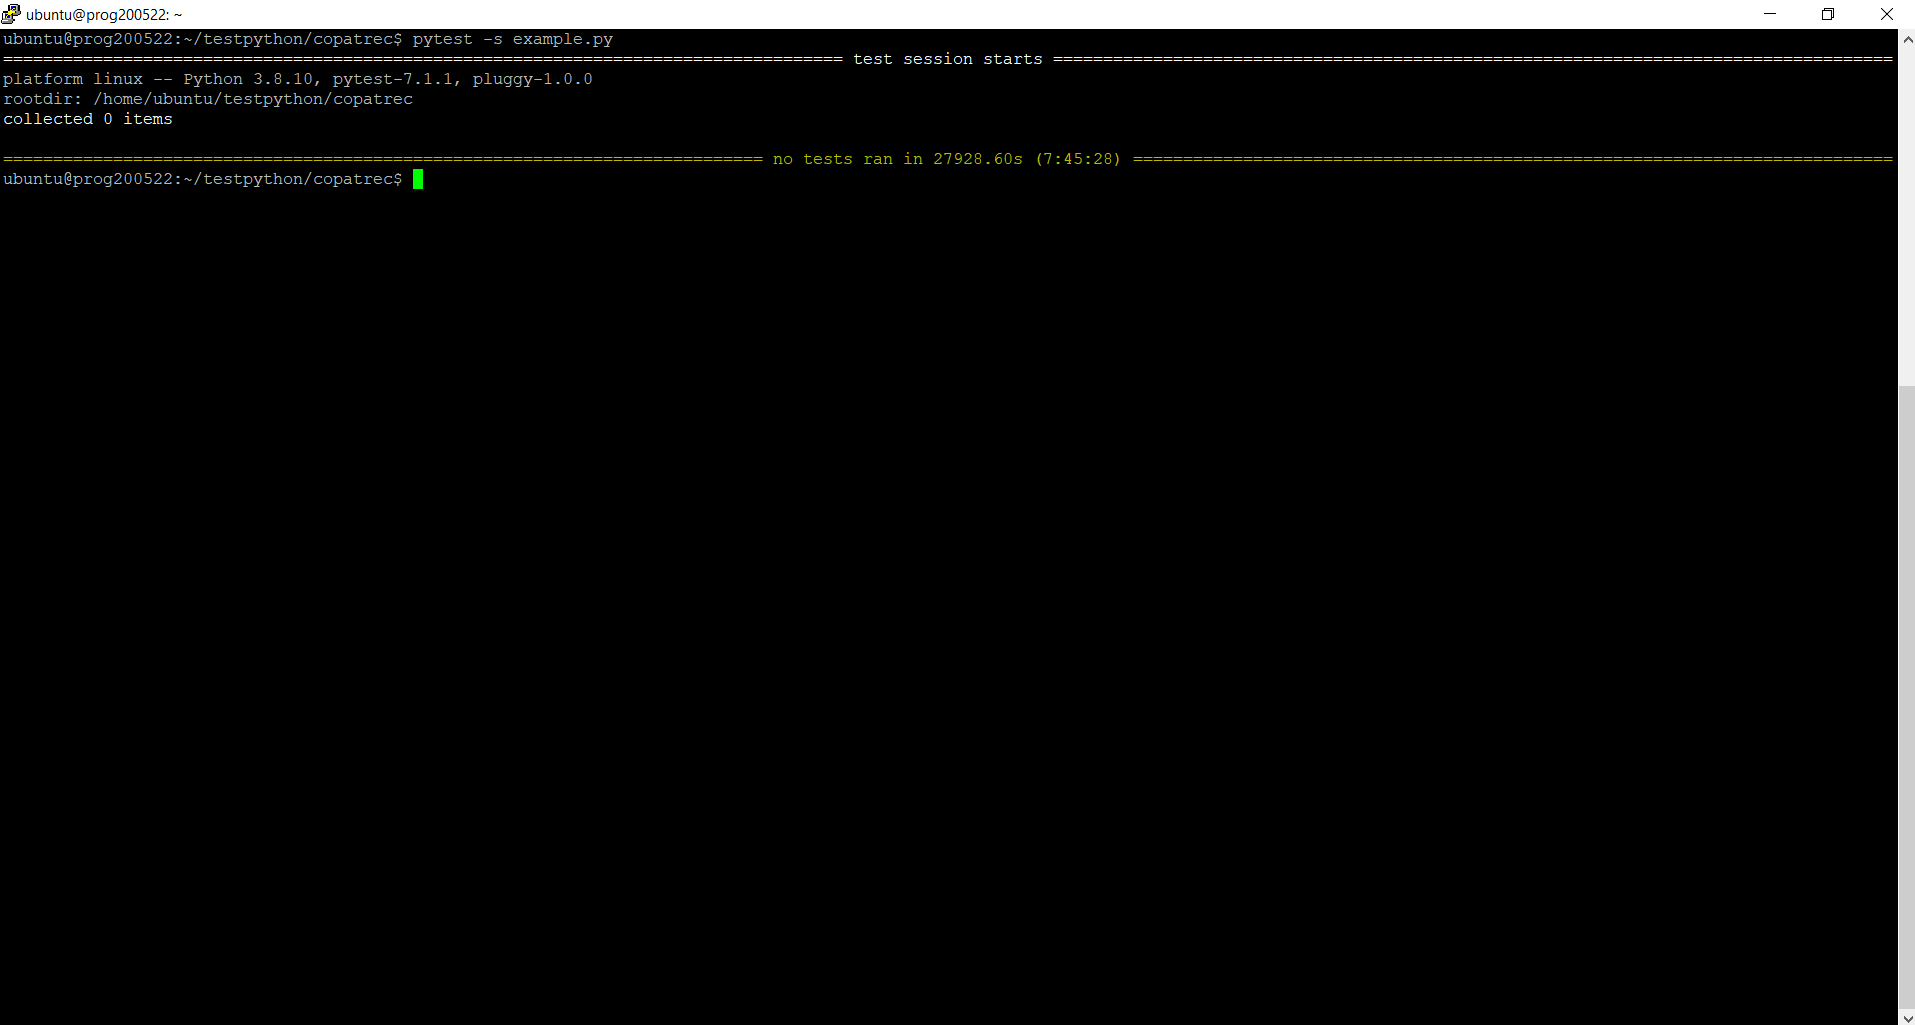 ubuntu@prog200522: ~
ubuntu@prog200522:~/testpython/copatrec$ pytest -s example.py
==================================================================================== test session starts ====================================================================================
platform linux -- Python 3.8.10, pytest-7.1.1, pluggy-1.0.0
rootdir: /home/ubuntu/testpython/copatrec
collected 0 items
============================================================================ no tests ran in 27928.60s (7:45:28) ============================================================================
ubuntu@prog200522:~/testpython/copatrec$